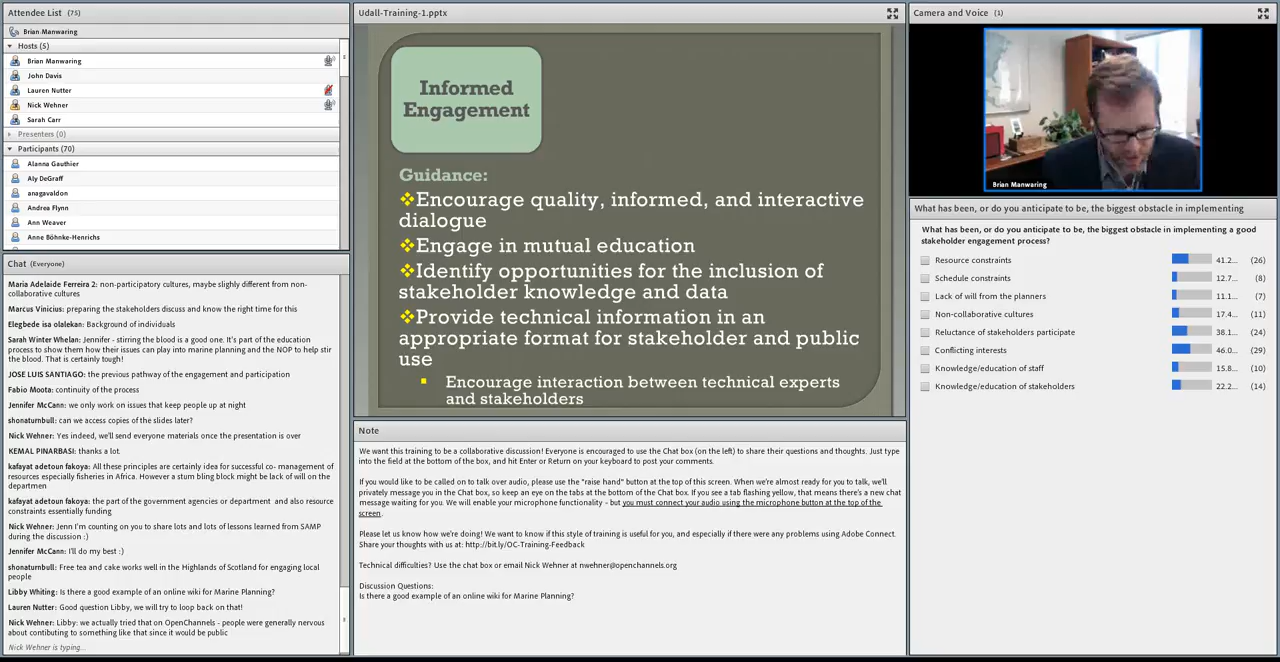 Attendee List (75)
Brian Manwaring
Hosts (5)
Brian Manwaring
John Davis
Lauren Nutter
Nick Wehner
Sarah Carr
Presenters (0)
Participants (70)
Alanna Gauthier
Aly DeGraff
anagavaldon
Andrea Flynn
Ann Weaver
Anne Böhnke-Henrichs
Chat (Everyone)
Maria Adelaide Ferreira 2: non-participatory cultures, maybe slighly different from non-
collaborative cultures
Marcus Vinicius: preparing the stakeholders discuss and know the right time for this
Elegbede isa olalekan: Background of individuals
Sarah Winter Whelan: Jennifer - stirring the blood is a good one. It's part of the education
process to show them how their issues can play into marine planning and the NOP to help stir
the blood. That is certainly tough!
JOSE LUIS SANTIAGO: the previous pathway of the engagement and participation
Fabio Moota: continuity of the process
Jennifer McCann: we only work on issues that keep people up at night
shonaturnbull: can we access copies of the slides later?
Nick Wehner: Yes indeed, we'll send everyone materials once the presentation is over
KEMAL PINARBASI: thanks a lot.
kafayat adetoun fakoya: All these principles are certainly idea for successful co- management of
resources especially fisheries in Africa. However a stum bling block might be lack of will on the
departmen
kafayat adetoun fakoya: the part of the government agencies or department and also resource
constraints essentially funding
Nick Wehner: Jenn I'm counting on you to share lots and lots of lessons learned from SAMP
during the discussion :)
Jennifer McCann: I'll do my best :)
shonaturnbull: Free tea and cake works well in the Highlands of Scotland for engaging local
people
Libby Whiting: Is there a good example of an online wiki for Marine Planning?
Lauren Nutter: Good question Libby, we will try to loop back on that!
Nick Wehner: Libby: we actually tried that on OpenChannels - people were generally nervous
about contibuting to something like that since it would be public
Nick Wehner is typing...
Udall-Training-1.pptx
Informed
Engagement
Guidance:
❖Encourage quality, informed, and interactive
dialogue
❖Engage in mutual education
❖Identify opportunities for the inclusion of
stakeholder knowledge and data
❖Provide technical information in an
appropriate format for stakeholder and public
use
▪ Encourage interaction between technical experts
and stakeholders
Note
We want this training to be a collaborative discussion! Everyone is encouraged to use the Chat box (on the left) to share their questions and thoughts. Just type
into the field at the bottom of the box, and hit Enter or Return on your keyboard to post your comments.
If you would like to be called on to talk over audio, please use the "raise hand" button at the top of this screen. When we're almost ready for you to talk, we'll
privately message you in the Chat box, so keep an eye on the tabs at the bottom of the Chat box. If you see a tab flashing yellow, that means there's a new chat
message waiting for you. We will enable your microphone functionality - but you must connect your audio using the microphone button at the top of the
screen.
Please let us know how we're doing! We want to know if this style of training is useful for you, and especially if there were any problems using Adobe Connect.
Share your thoughts with us at: http://bit.ly/OC-Training-Feedback
Technical difficulties? Use the chat box or email Nick Wehner at nwehner@openchannels.org
Discussion Questions:
Is there a good example of an online wiki for Marine Planning?
Camera and Voice (1)
Brian Manwaring
What has been, or do you anticipate to be, the biggest obstacle in implementing
What has been, or do you anticipate to be, the biggest obstacle in implementing a good
stakeholder engagement process?
Resource constraints 41.2... (26)
Schedule constraints 12.7... (8)
Lack of will from the planners 11.1... (7)
Non-collaborative cultures 17.4... (11)
Reluctance of stakeholders participate 38.1... (24)
Conflicting interests 46.0... (29)
Knowledge/education of staff 15.8... (10)
Knowledge/education of stakeholders 22.2... (14)